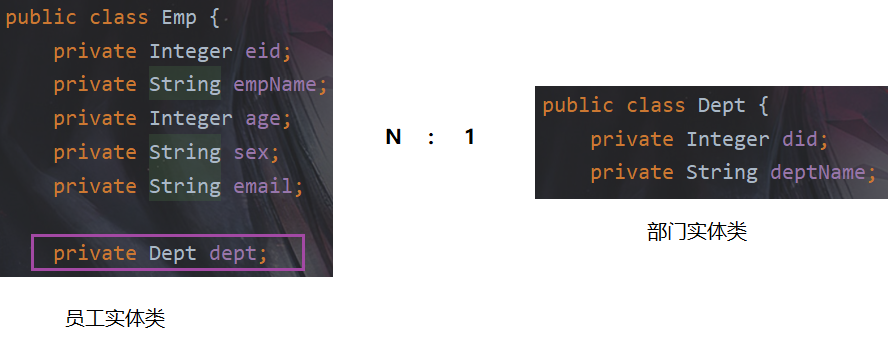 public class Emp {
private Integer eid;
private String empName;
private Integer age;
private String sex;
private String email;
private Dept dept;
员工实体类
N : 1
public class Dept {
private Integer did;
private String deptName;
部门实体类